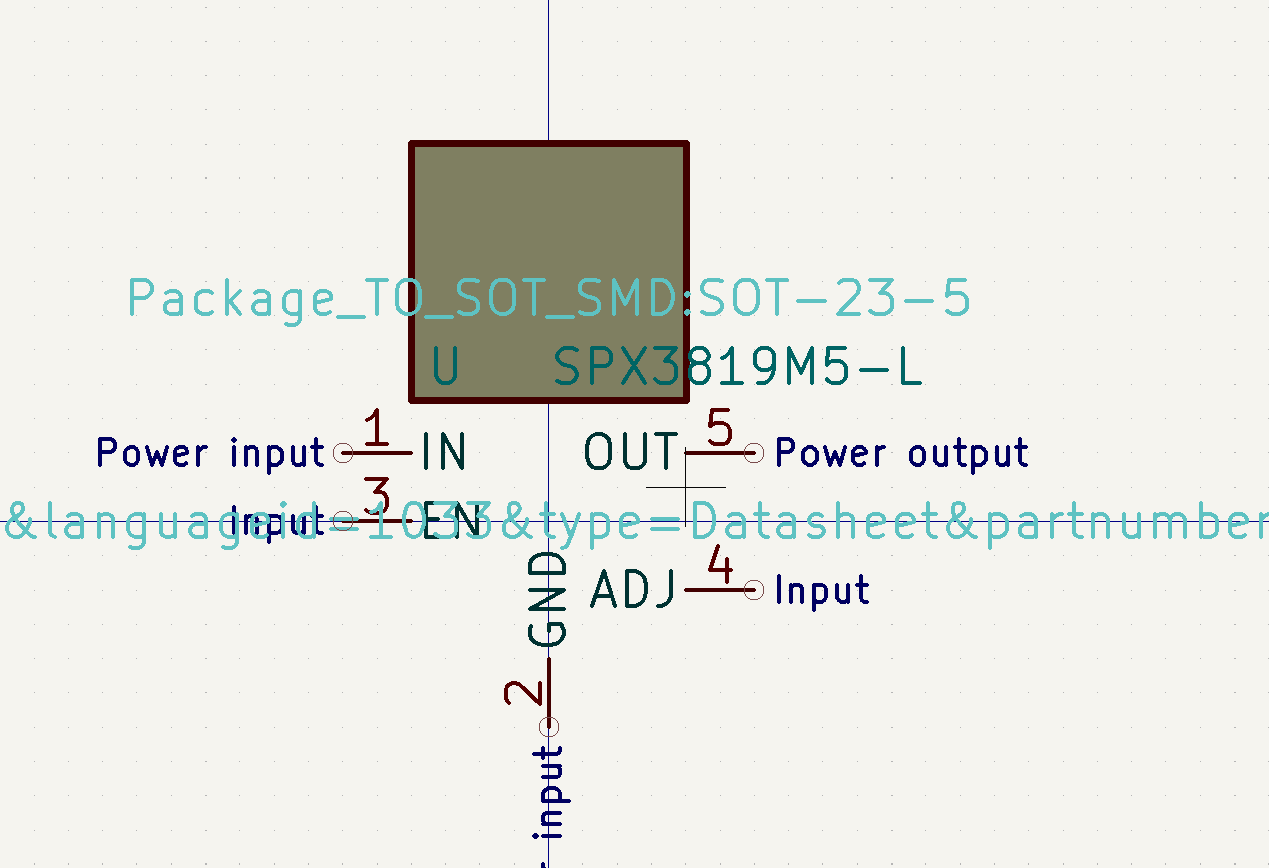 Package_TO_SOT_SMD:SOT-23-5
U SPX3819M5-L
Power input 1 IN OUT 5 Power output
Input 3 EN
&languageid=1033&type=Datasheet&partnumber
ADJ 4 Input
GND
2
input